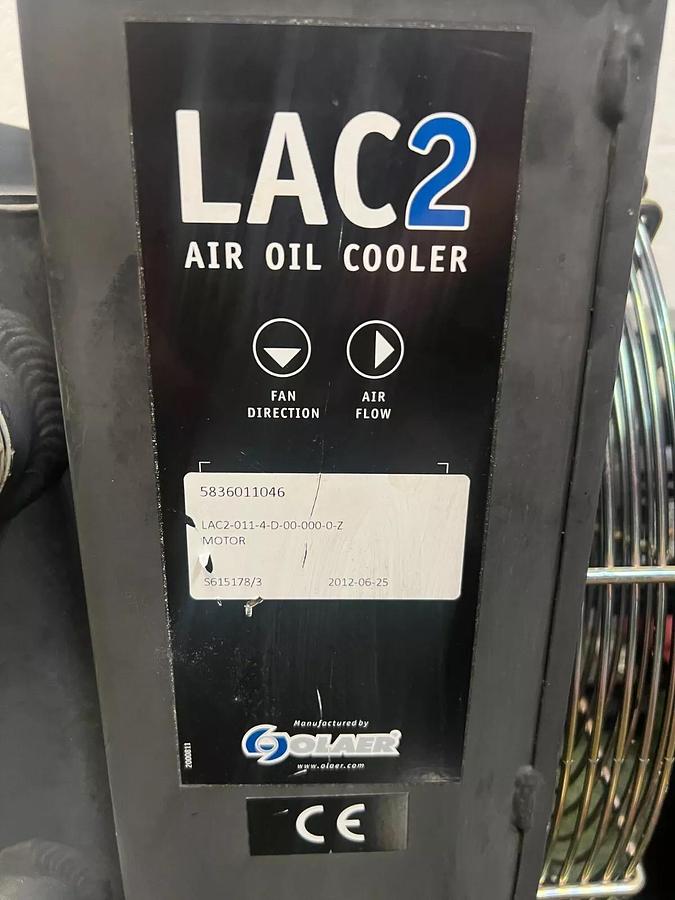 LAC2
AIR OIL COOLER
FAN
DIRECTION
AIR
FLOW
5836011046
LAC2-011-4-D-00-000-0-Z
MOTOR
S615178/3 2012-06-25
Manufactured by
OLAER®
www.olaer.com
2000811
CE